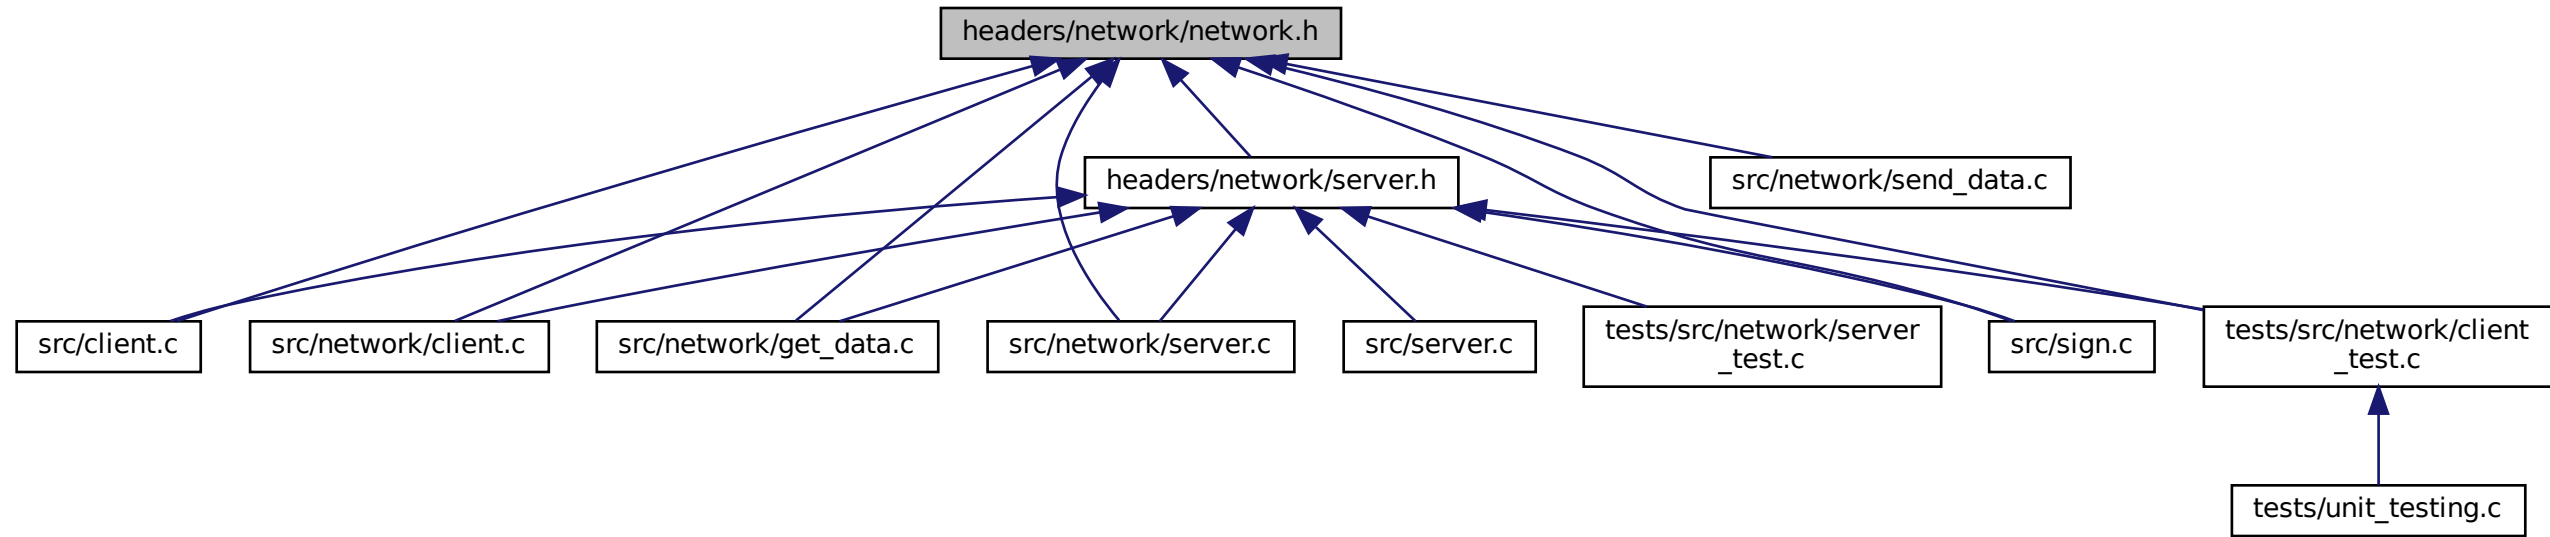 headers/network/network.h
headers/network/server.h
src/network/send_data.c
src/client.c
src/network/client.c
src/network/get_data.c
src/network/server.c
src/server.c
tests/src/network/server
_test.c
src/sign.c
tests/src/network/client
_test.c
tests/unit_testing.c